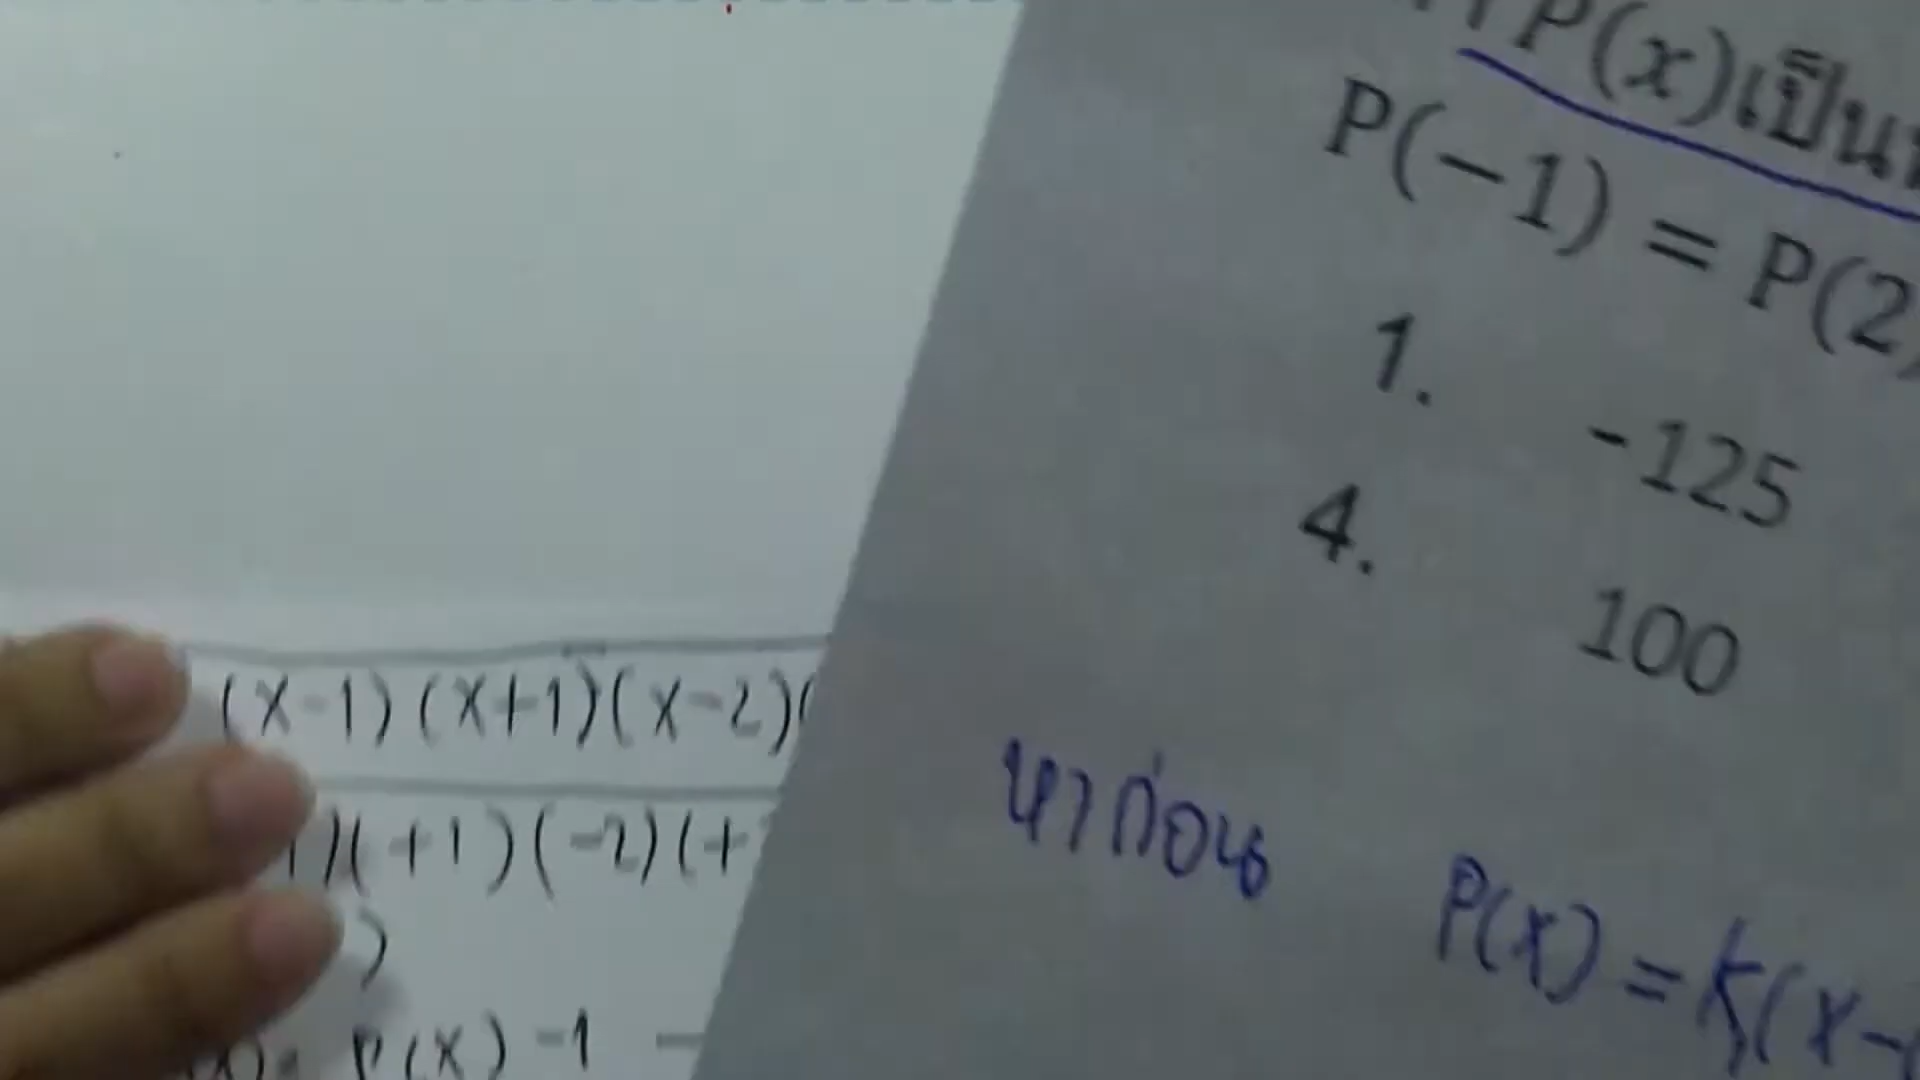 P(x)เป็น
P(−1) = P(2)
1. -125
4. 100
หาก่อน P(x) = k(x-
(x-1)(x+1)(x-2)(
)(+1)(-2)(+
)
P(x) -1 -